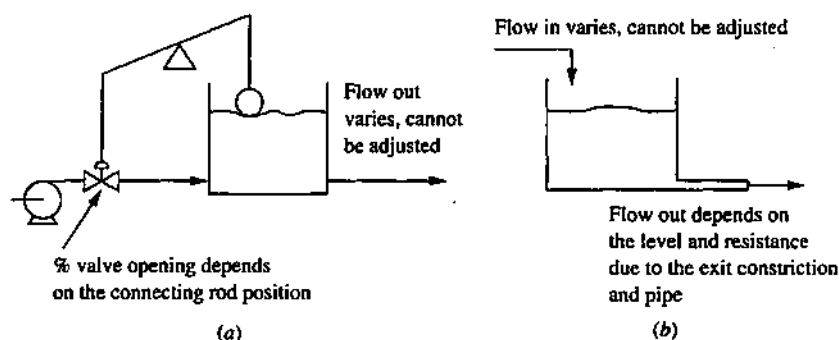 Flow out
varies, cannot
be adjusted
% valve opening depends
on the connecting rod position
(a)
Flow in varies, cannot be adjusted
Flow out depends on
the level and resistance
due to the exit constriction
and pipe
(b)